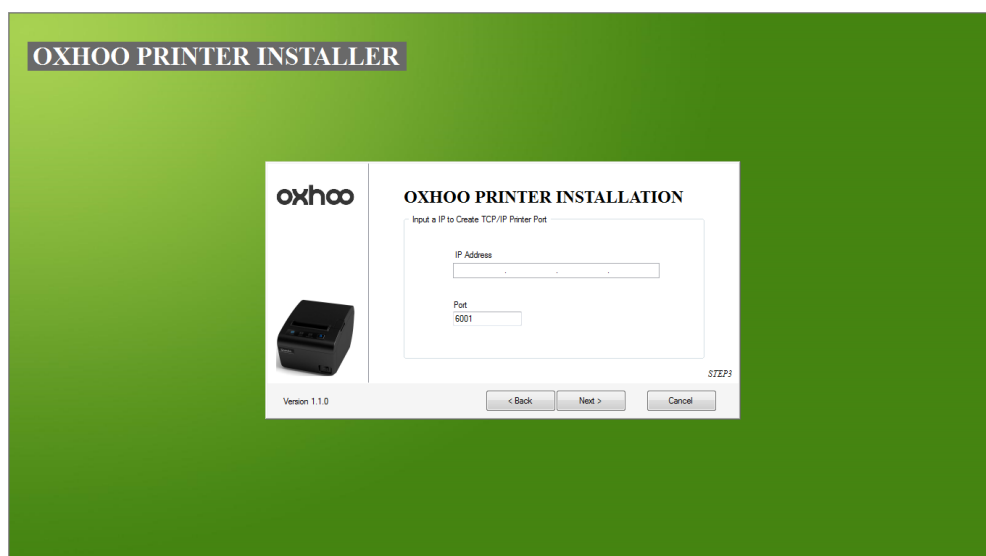 OXHOO PRINTER INSTALLER
oxhoo
OXHOO PRINTER INSTALLATION
Input a IP to Create TCP/IP Printer Port
IP Address
. . .
Port
6001
STEP3
Version 1.1.0
< Back Next > Cancel